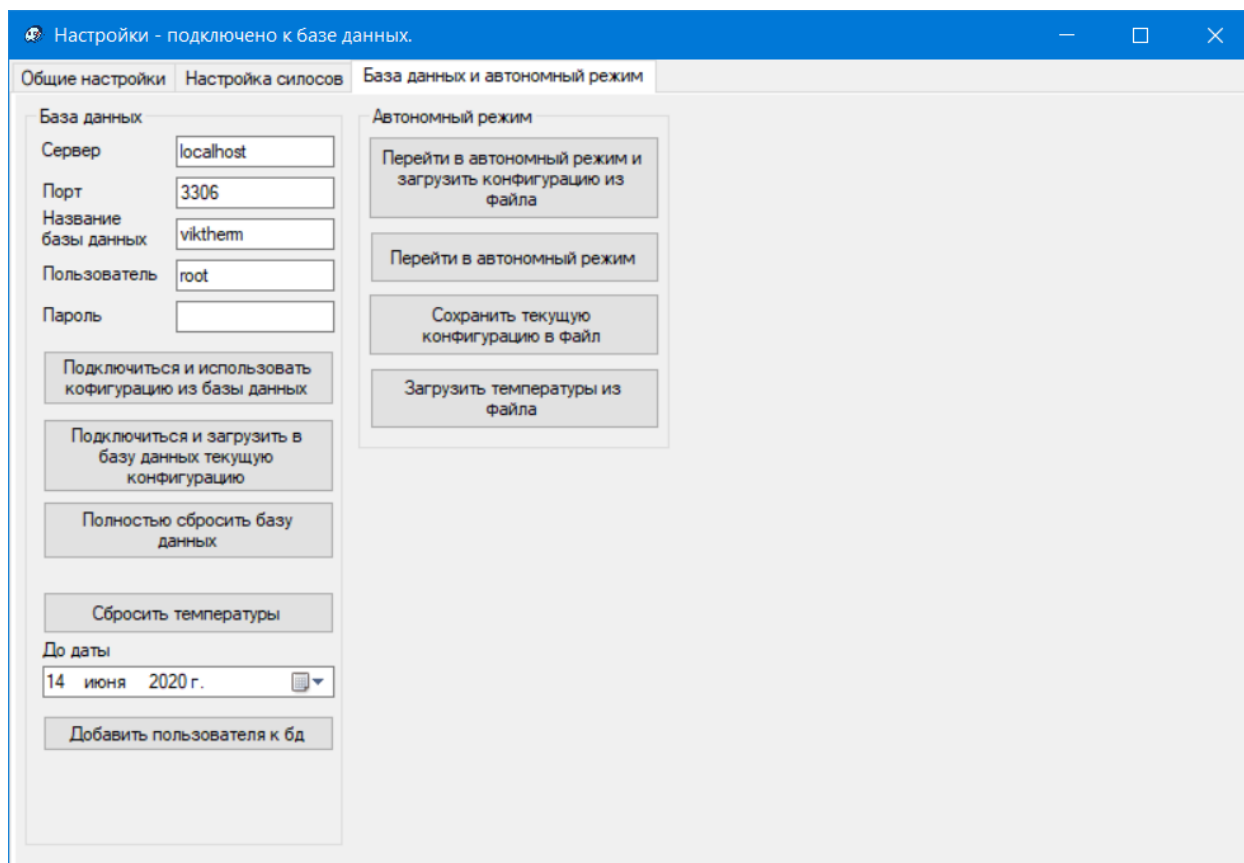 Настройки - подключено к базе данных.
Общие настройки
Настройка силосов
База данных и автономный режим
База данных
Сервер
localhost
Порт
3306
Название
базы данных
viktherm
Пользователь
root
Пароль
Подключиться и использовать
кофигурацию из базы данных
Подключиться и загрузить в
базу данных текущую
конфигурацию
Полностью сбросить базу
данных
Сбросить температуры
До даты
14 июня 2020 г.
Добавить пользователя к бд
Автономный режим
Перейти в автономный режим и
загрузить конфигурацию из
файла
Перейти в автономный режим
Сохранить текущую
конфигурацию в файл
Загрузить температуры из
файла